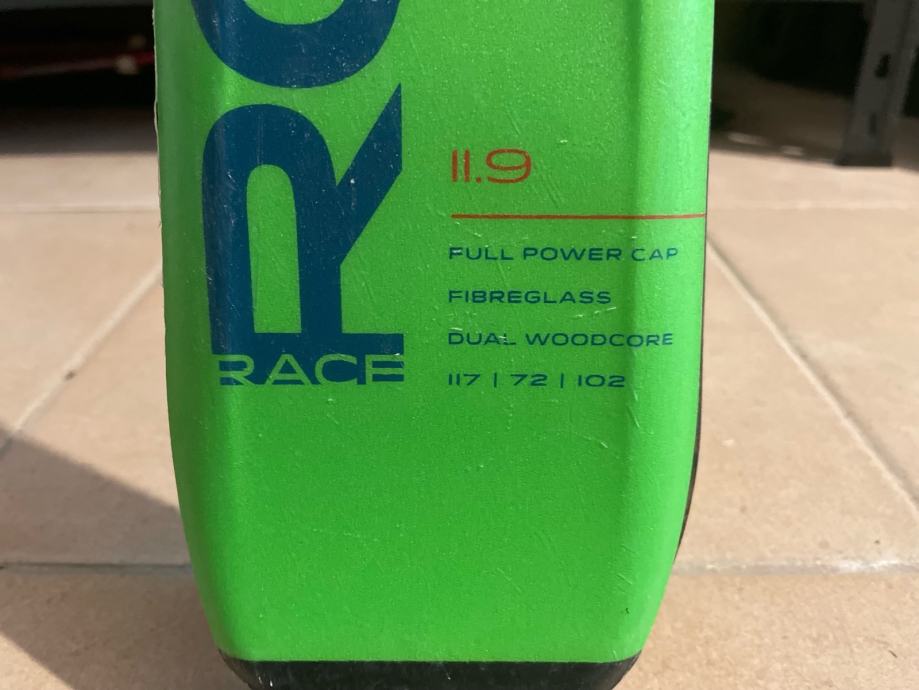 RACE
11.9
FULL POWER CAP
FIBREGLASS
DUAL WOODCORE
117 | 72 | 102